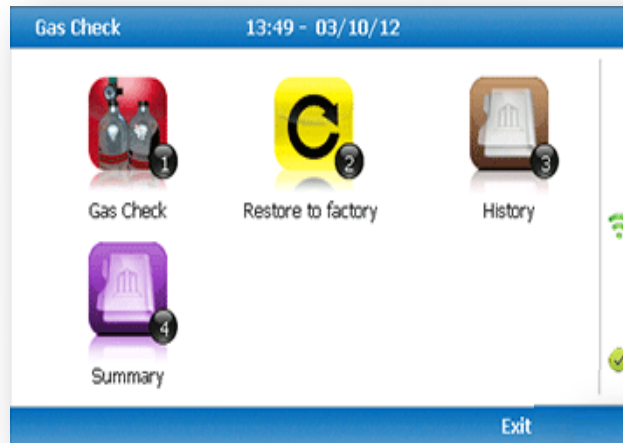 Gas Check 13:49 - 03/10/12
1 2 3
Gas Check Restore to factory History
4
Summary
Exit